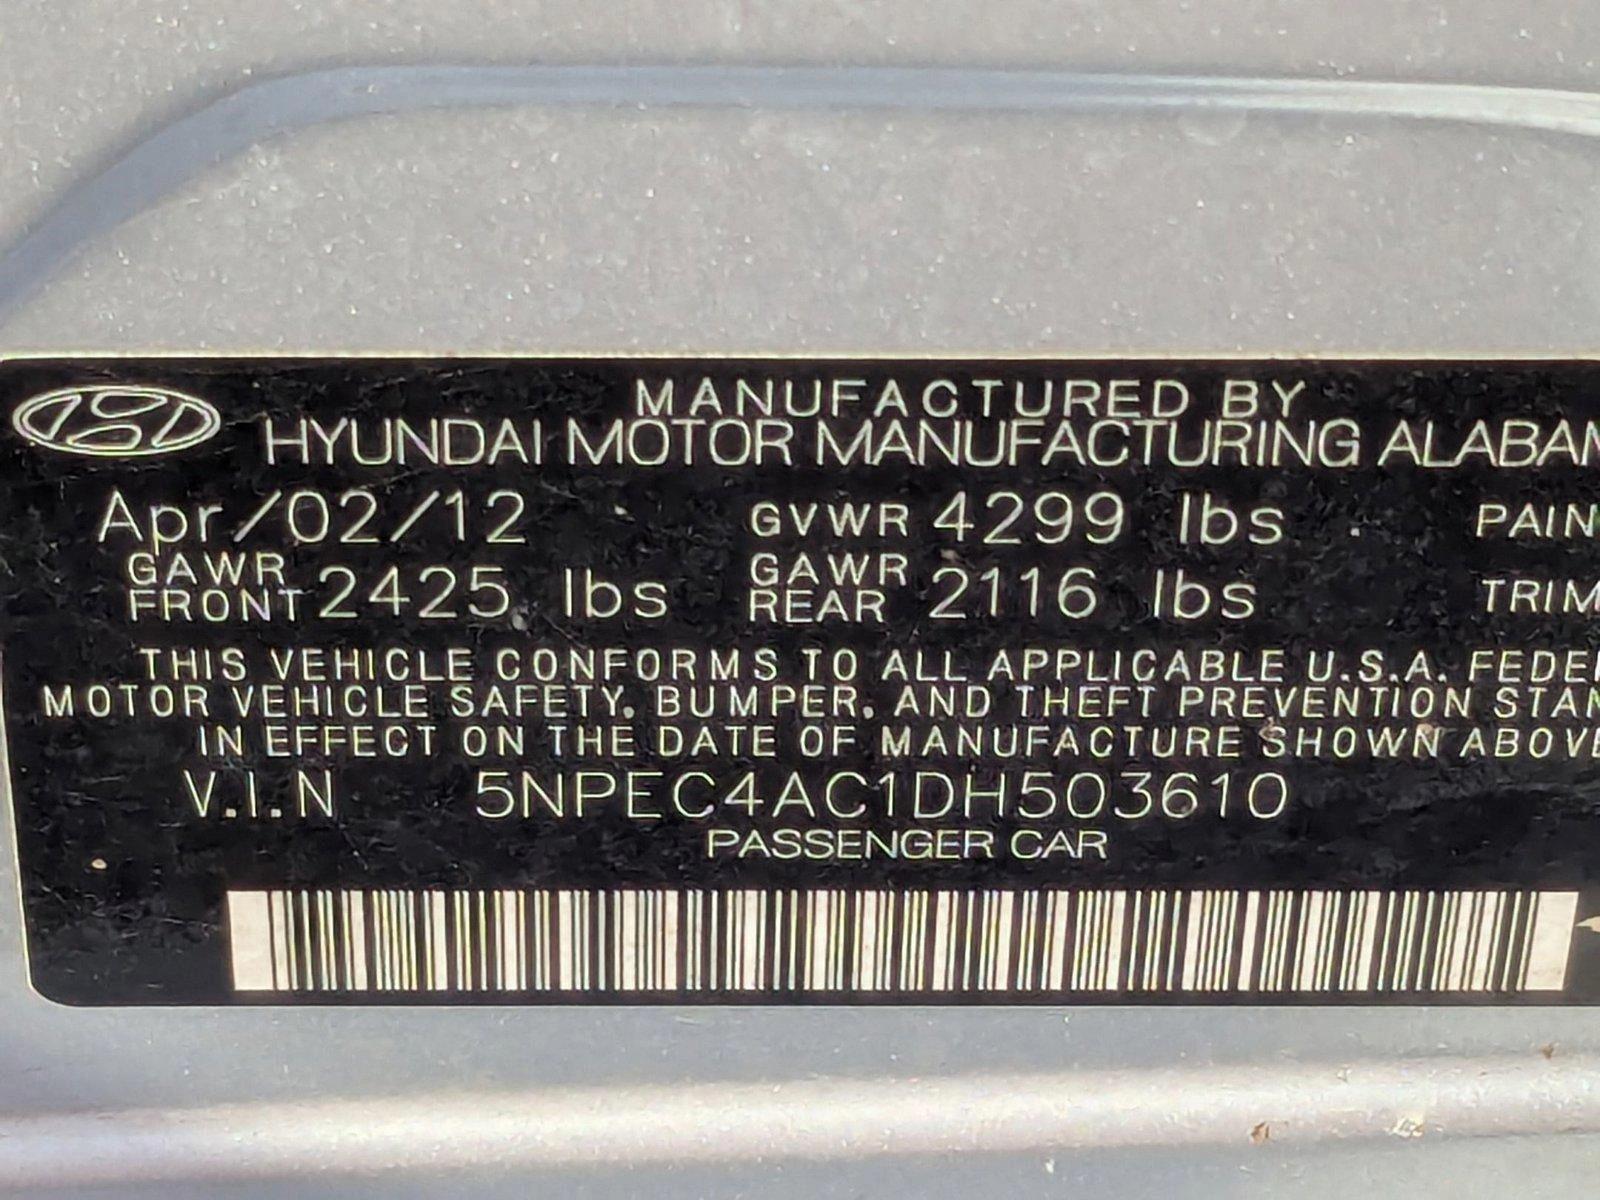 MANUFACTURED BY
HYUNDAI MOTOR MANUFACTURING ALABAM
Apr/02/12 GVWR 4299 lbs PAIN
GAWR FRONT 2425 lbs GAWR REAR 2116 lbs TRIM
THIS VEHICLE CONFORMS TO ALL APPLICABLE U.S.A. FEDER
MOTOR VEHICLE SAFETY, BUMPER, AND THEFT PREVENTION STAN
IN EFFECT ON THE DATE OF MANUFACTURE SHOWN ABOVE
V.I.N 5NPEC4AC1DH503610
PASSENGER CAR